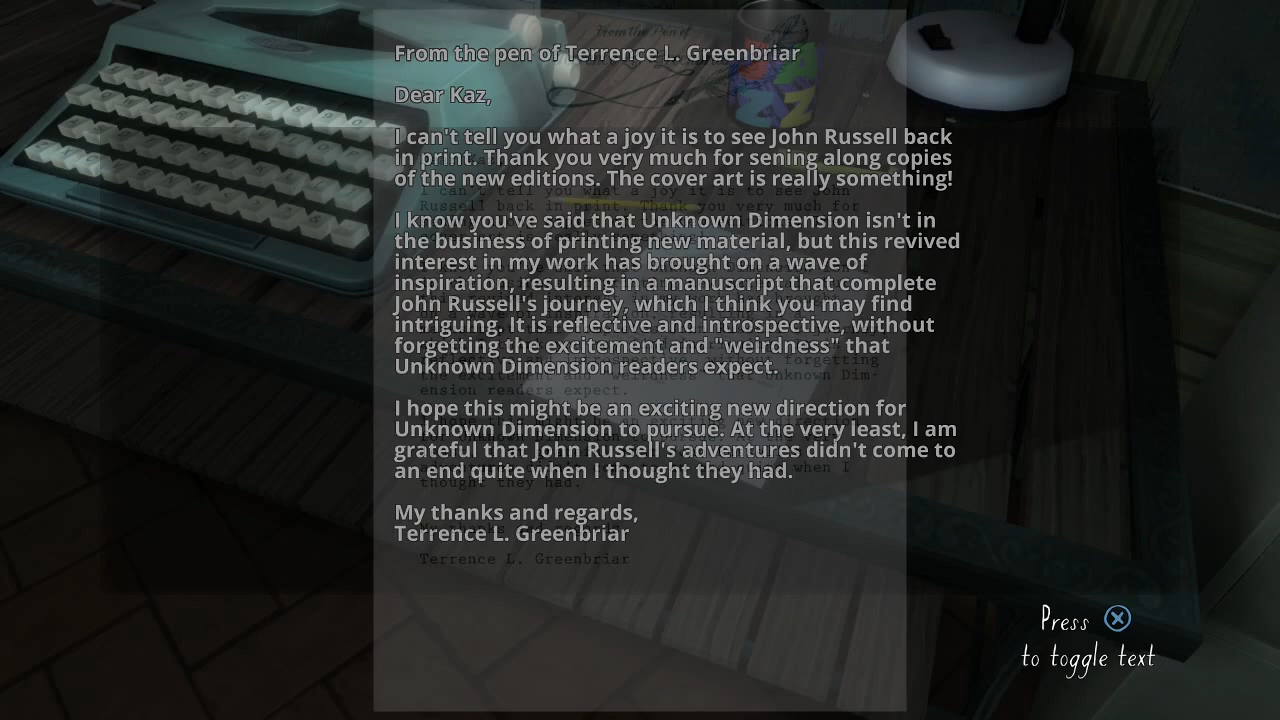 From the pen of Terrence L. Greenbriar
Dear Kaz,
I can't tell you what a joy it is to see John Russell back
in print. Thank you very much for sening along copies
of the new editions. The cover art is really something!
I know you've said that Unknown Dimension isn't in
the business of printing new material, but this revived
interest in my work has brought on a wave of
inspiration, resulting in a manuscript that complete
John Russell's journey, which I think you may find
intriguing. It is reflective and introspective, without
forgetting the excitement and "weirdness" that
Unknown Dimension readers expect.
I hope this might be an exciting new direction for
Unknown Dimension to pursue. At the very least, I am
grateful that John Russell's adventures didn't come to
an end quite when I thought they had.
My thanks and regards,
Terrence L. Greenbriar
Terrence L. Greenbriar
Press
to toggle text